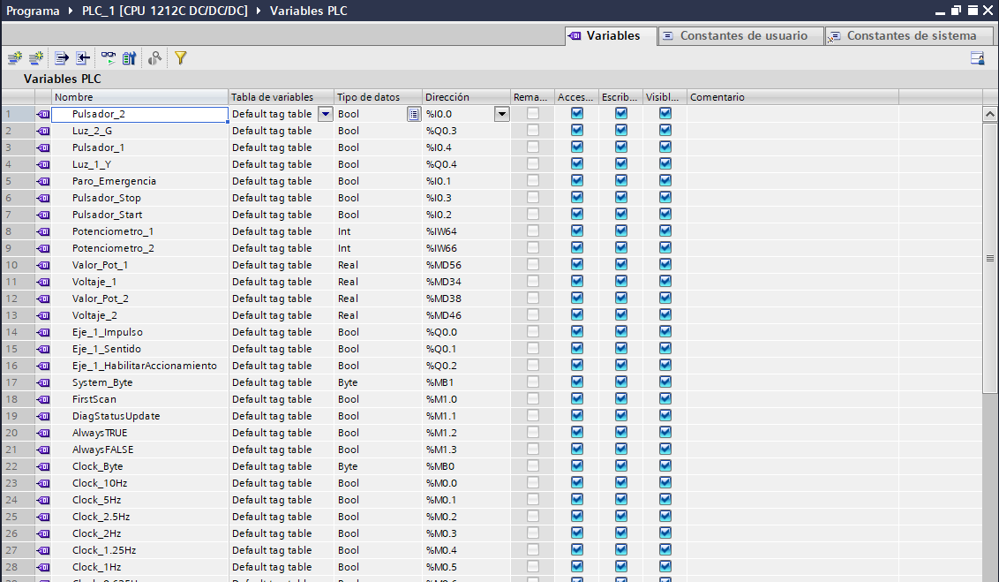 Programa ▸ PLC_1 [CPU 1212C DC/DC/DC] ▸ Variables PLC
Variables Constantes de usuario Constantes de sistema
Variables PLC
Nombre Tabla de variables Tipo de datos Dirección Rema... Acces... Escrib... Visibl... Comentario
1 Pulsador_2 Default tag table Bool %I0.0
2 Luz_2_G Default tag table Bool %Q0.3
3 Pulsador_1 Default tag table Bool %I0.4
4 Luz_1_Y Default tag table Bool %Q0.4
5 Paro_Emergencia Default tag table Bool %I0.1
6 Pulsador_Stop Default tag table Bool %I0.3
7 Pulsador_Start Default tag table Bool %I0.2
8 Potenciometro_1 Default tag table Int %IW64
9 Potenciometro_2 Default tag table Int %IW66
10 Valor_Pot_1 Default tag table Real %MD56
11 Voltaje_1 Default tag table Real %MD34
12 Valor_Pot_2 Default tag table Real %MD38
13 Voltaje_2 Default tag table Real %MD46
14 Eje_1_Impulso Default tag table Bool %Q0.0
15 Eje_1_Sentido Default tag table Bool %Q0.1
16 Eje_1_HabilitarAccionamiento Default tag table Bool %Q0.2
17 System_Byte Default tag table Byte %MB1
18 FirstScan Default tag table Bool %M1.0
19 DiagStatusUpdate Default tag table Bool %M1.1
20 AlwaysTRUE Default tag table Bool %M1.2
21 AlwaysFALSE Default tag table Bool %M1.3
22 Clock_Byte Default tag table Byte %MB0
23 Clock_10Hz Default tag table Bool %M0.0
24 Clock_5Hz Default tag table Bool %M0.1
25 Clock_2.5Hz Default tag table Bool %M0.2
26 Clock_2Hz Default tag table Bool %M0.3
27 Clock_1.25Hz Default tag table Bool %M0.4
28 Clock_1Hz Default tag table Bool %M0.5